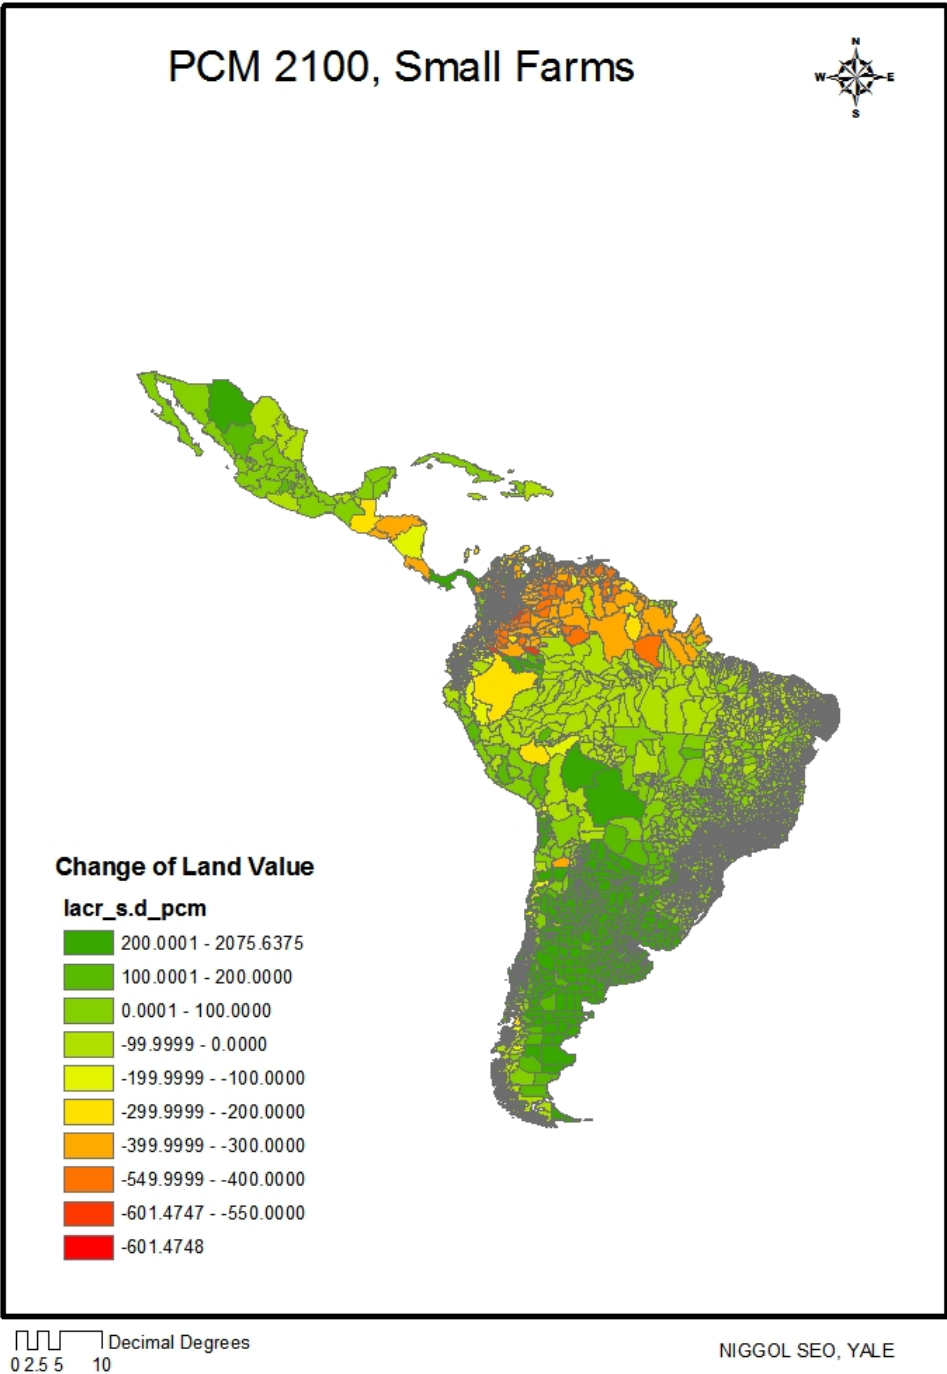 PCM 2100, Small Farms
N
W E
S
Change of Land Value
lacr_s.d_pcm
200.0001 - 2075.6375
100.0001 - 200.0000
0.0001 - 100.0000
-99.9999 - 0.0000
-199.9999 - -100.0000
-299.9999 - -200.0000
-399.9999 - -300.0000
-549.9999 - -400.0000
-601.4747 - -550.0000
-601.4748
Decimal Degrees
0 2.5 5 10
NIGGOL SEO, YALE